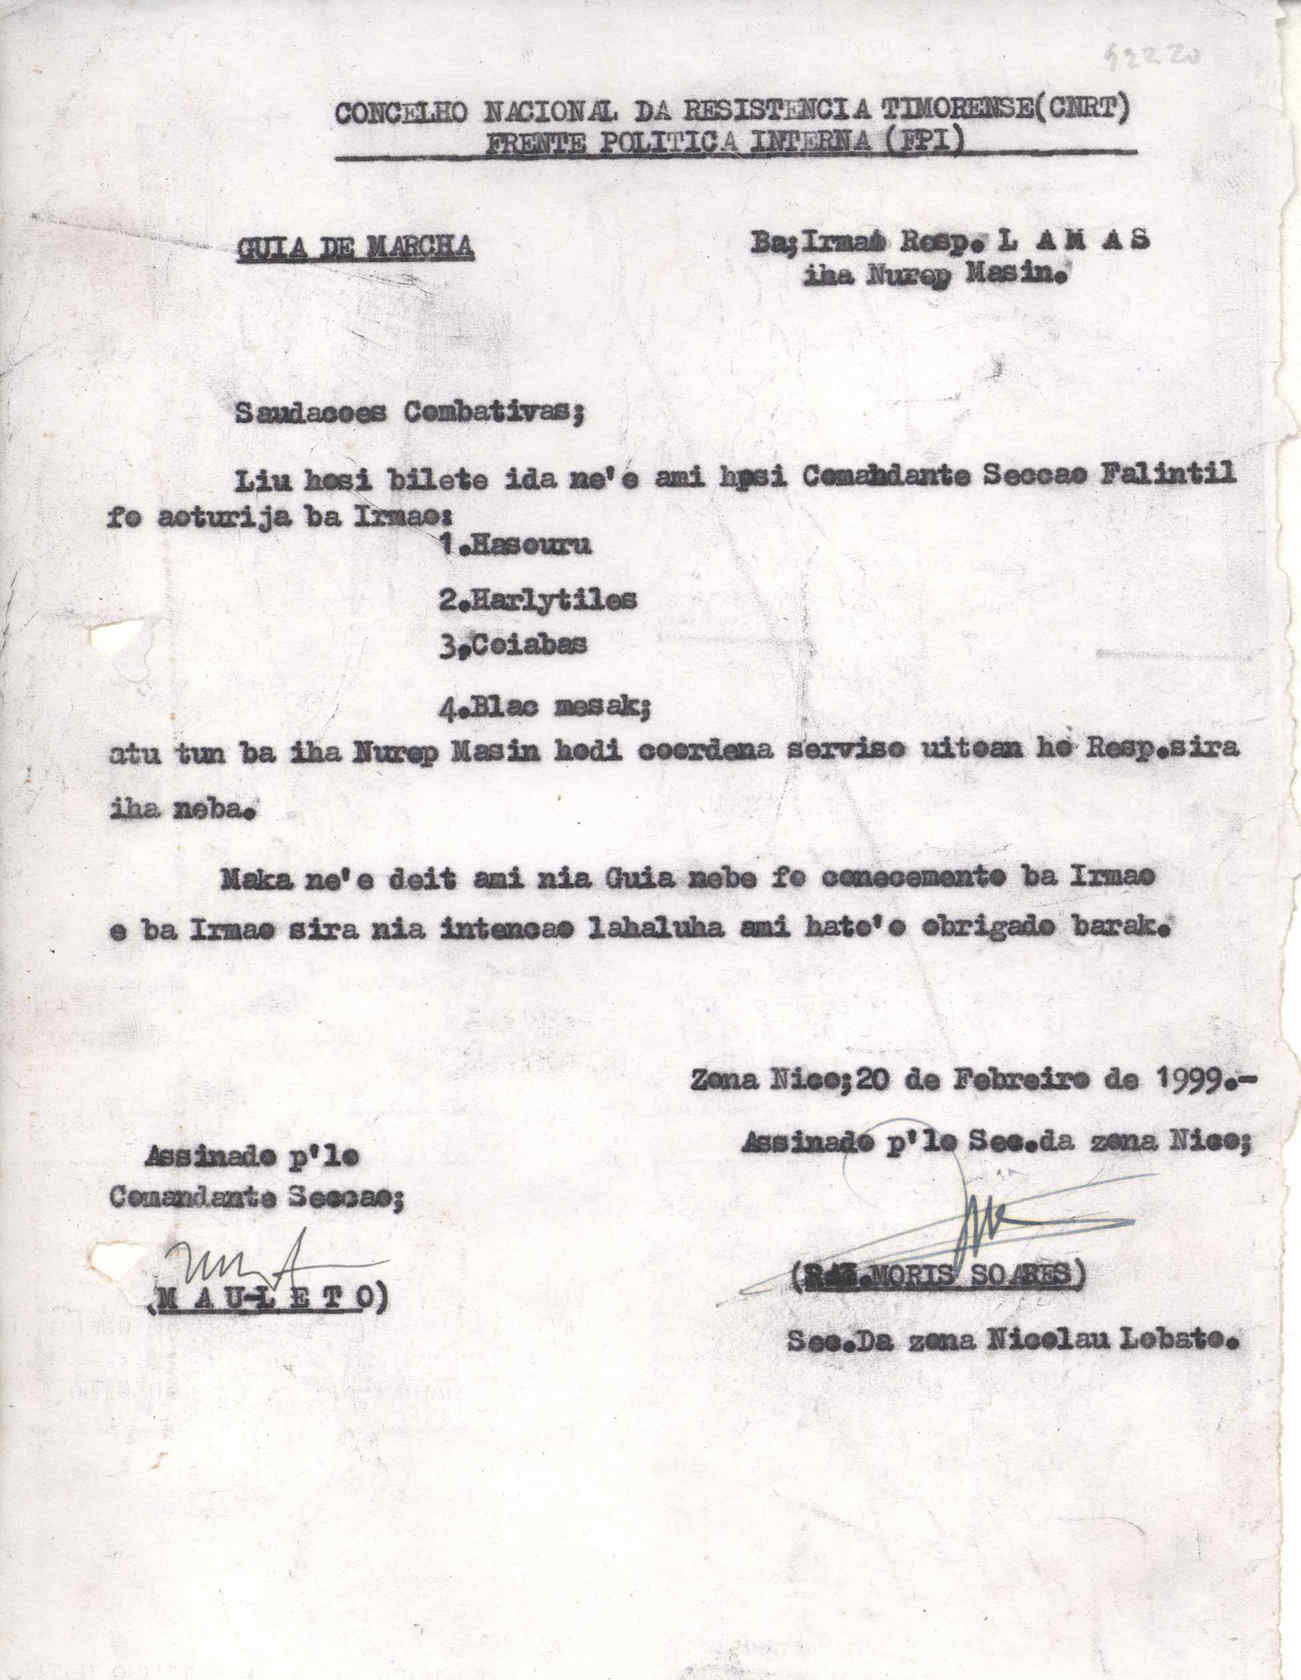 52220
CONCELHO NACIONAL DA RESISTENCIA TIMORENSE(CNRT)
FRENTE POLITICA INTERNA (FPI)
GUIA DE MARCHA
Ba;Irmao Resp. L A M A S
iha Nurep Masin.
Saudacoes Combativas;
Liu hosi bilete ida ne'e ami hosi Comandante Seccao Falintil
fo aoturija ba Irmao:
1.Hasouru
2.Harlytiles
3,Coiabas
4.Blac mesak;
atu tun ba iha Nurep Masin hodi coordena serviso uitoan ho Resp.sira
iha neba.
Maka ne'e deit ami nia Guia nebe fo conecemento ba Irmao
e ba Irmao sira nia intencao lahaluha ami hato'o obrigado barak.
Zona Nico;20 de Febreiro de 1999.-
Assinado p'lo
Comandante Seccao;
(M A U-L E T O)
Assinado p'lo Sec.da zona Nico;
MORIS SOARES)
Sec.Da zona Nicolau Lobato.